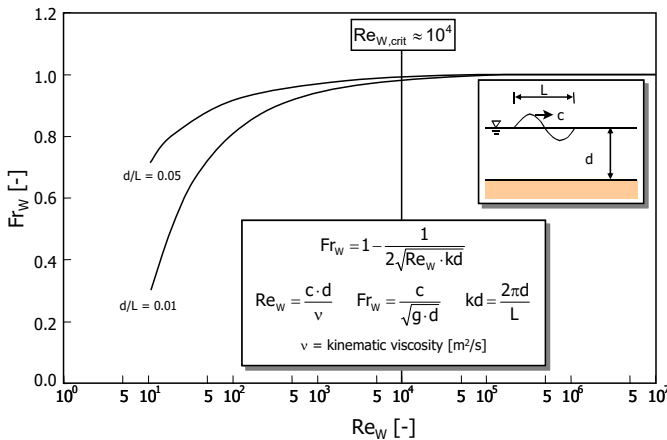 1.2
1.0
0.8
0.6
0.4
0.2
0.0
Fr_W [-]
Re_W,crit ≈ 10^4
L
c
d
d/L = 0.05
d/L = 0.01
Fr_W = 1 - 1 / (2√(Re_W · kd))
Re_W = c·d / ν Fr_W = c / √(g·d) kd = 2πd / L
ν = kinematic viscosity [m²/s]
10^0 5 10^1 5 10^2 5 10^3 5 10^4 5 10^5 5 10^6 5 10^7
Re_W [-]